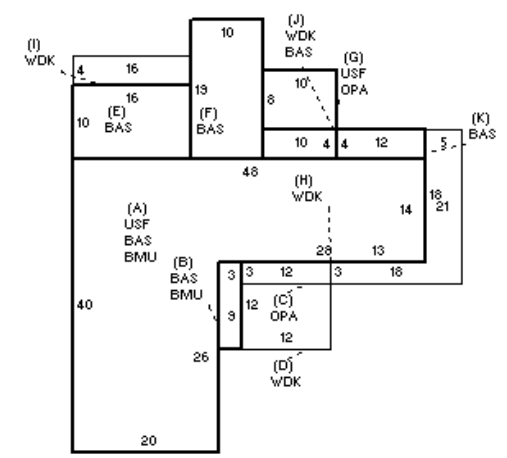 10
(J)
WDK
BAS
(I)
WDK
(G)
USF
OPA
4
16
16
10
(E)
BAS
19
(F)
BAS
8
10
(K)
BAS
10
4
4
12
5
48
(H)
WDK
18
21
14
(A)
USF
BAS
BMU
(B)
BAS
BMU
28
13
3
3
12
3
18
(C)
OPA
40
9
12
12
26
(D)
WDK
20